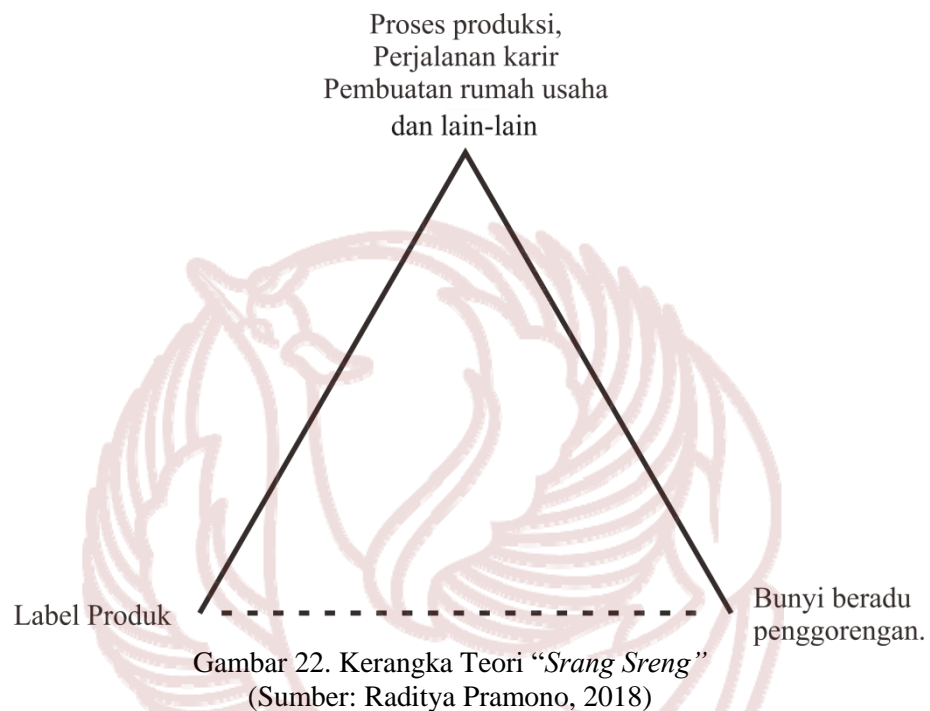 Proses produksi,
Perjalanan karir
Pembuatan rumah usaha
dan lain-lain
Label Produk
Bunyi beradu
penggorengan.
Gambar 22. Kerangka Teori “Srang Sreng”
(Sumber: Raditya Pramono, 2018)